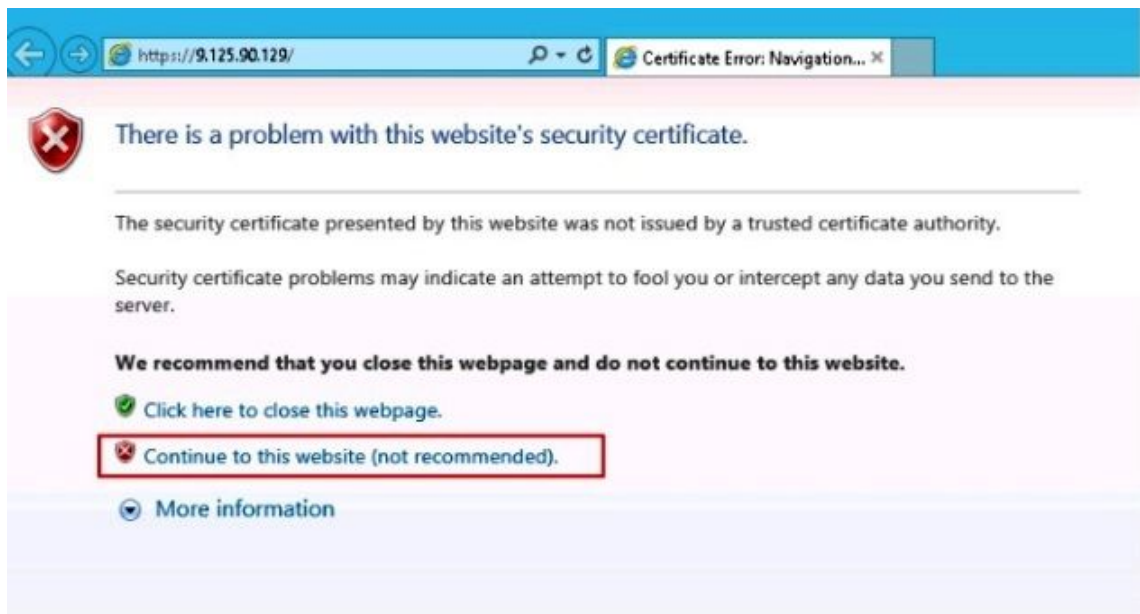 https://9.125.90.129/
Certificate Error: Navigation...
There is a problem with this website's security certificate.
The security certificate presented by this website was not issued by a trusted certificate authority.
Security certificate problems may indicate an attempt to fool you or intercept any data you send to the
server.
We recommend that you close this webpage and do not continue to this website.
Click here to close this webpage.
Continue to this website (not recommended).
More information